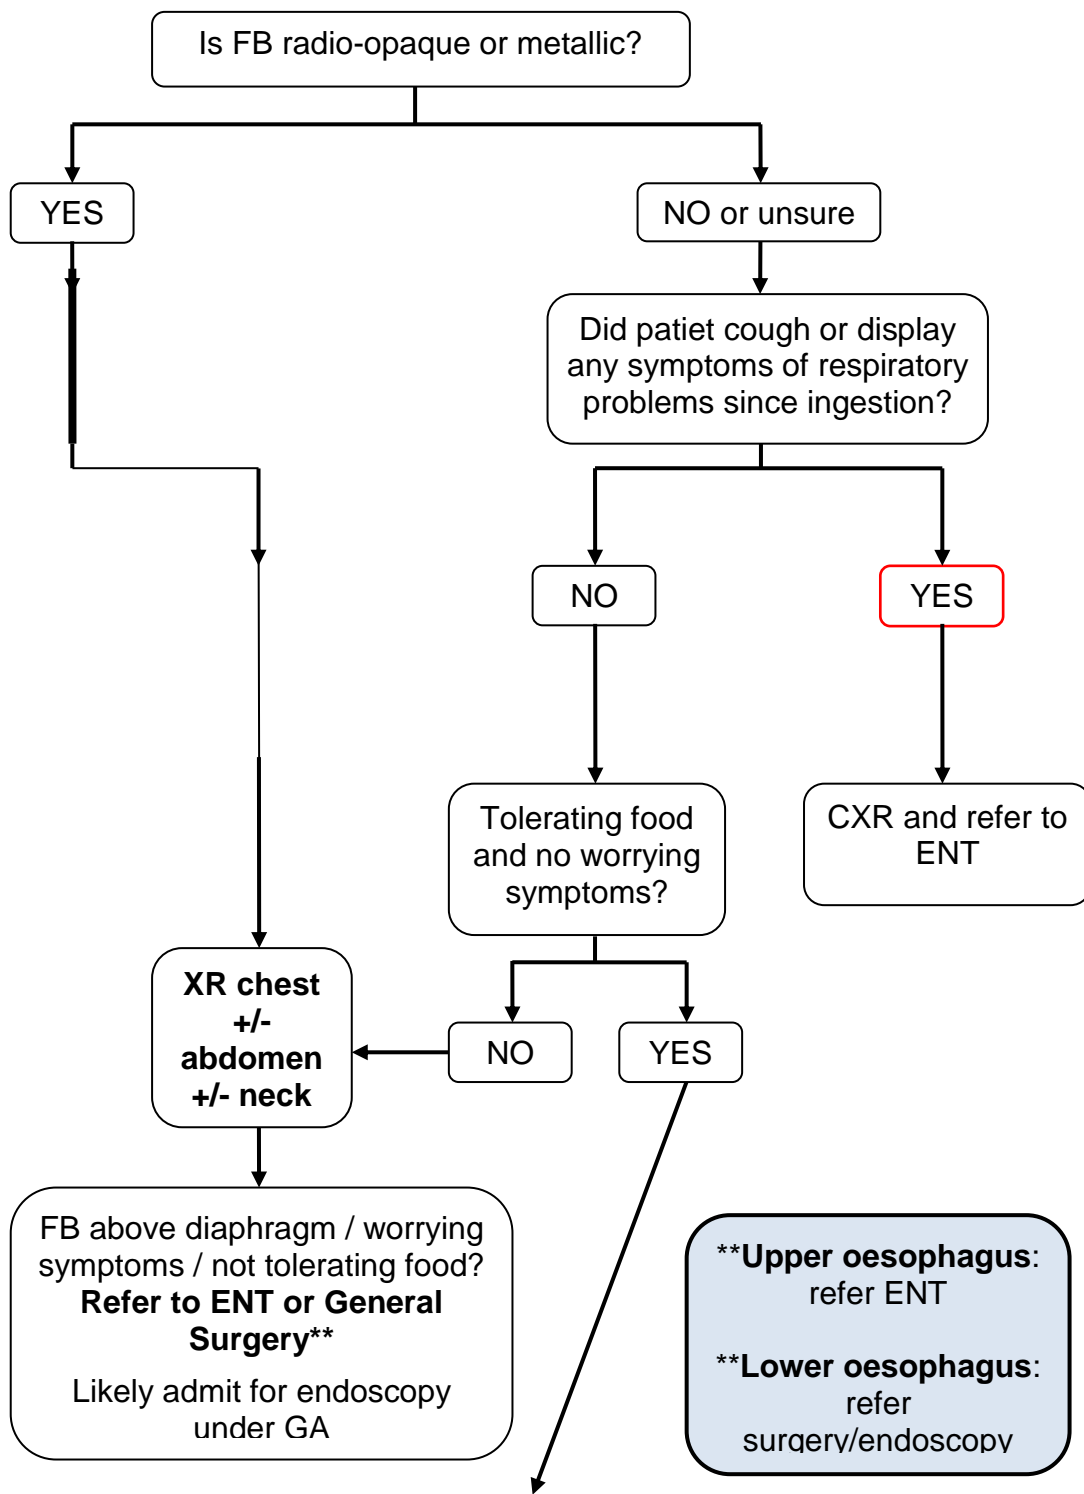 Is FB radio-opaque or metallic?
YES
NO or unsure
Did patiet cough or display
any symptoms of respiratory
problems since ingestion?
NO
YES
Tolerating food
and no worrying
symptoms?
CXR and refer to
ENT
XR chest
+/-
abdomen
+/- neck
NO
YES
FB above diaphragm / worrying
symptoms / not tolerating food?
Refer to ENT or General
Surgery**
Likely admit for endoscopy
under GA
**Upper oesophagus:
refer ENT
**Lower oesophagus:
refer
surgery/endoscopy